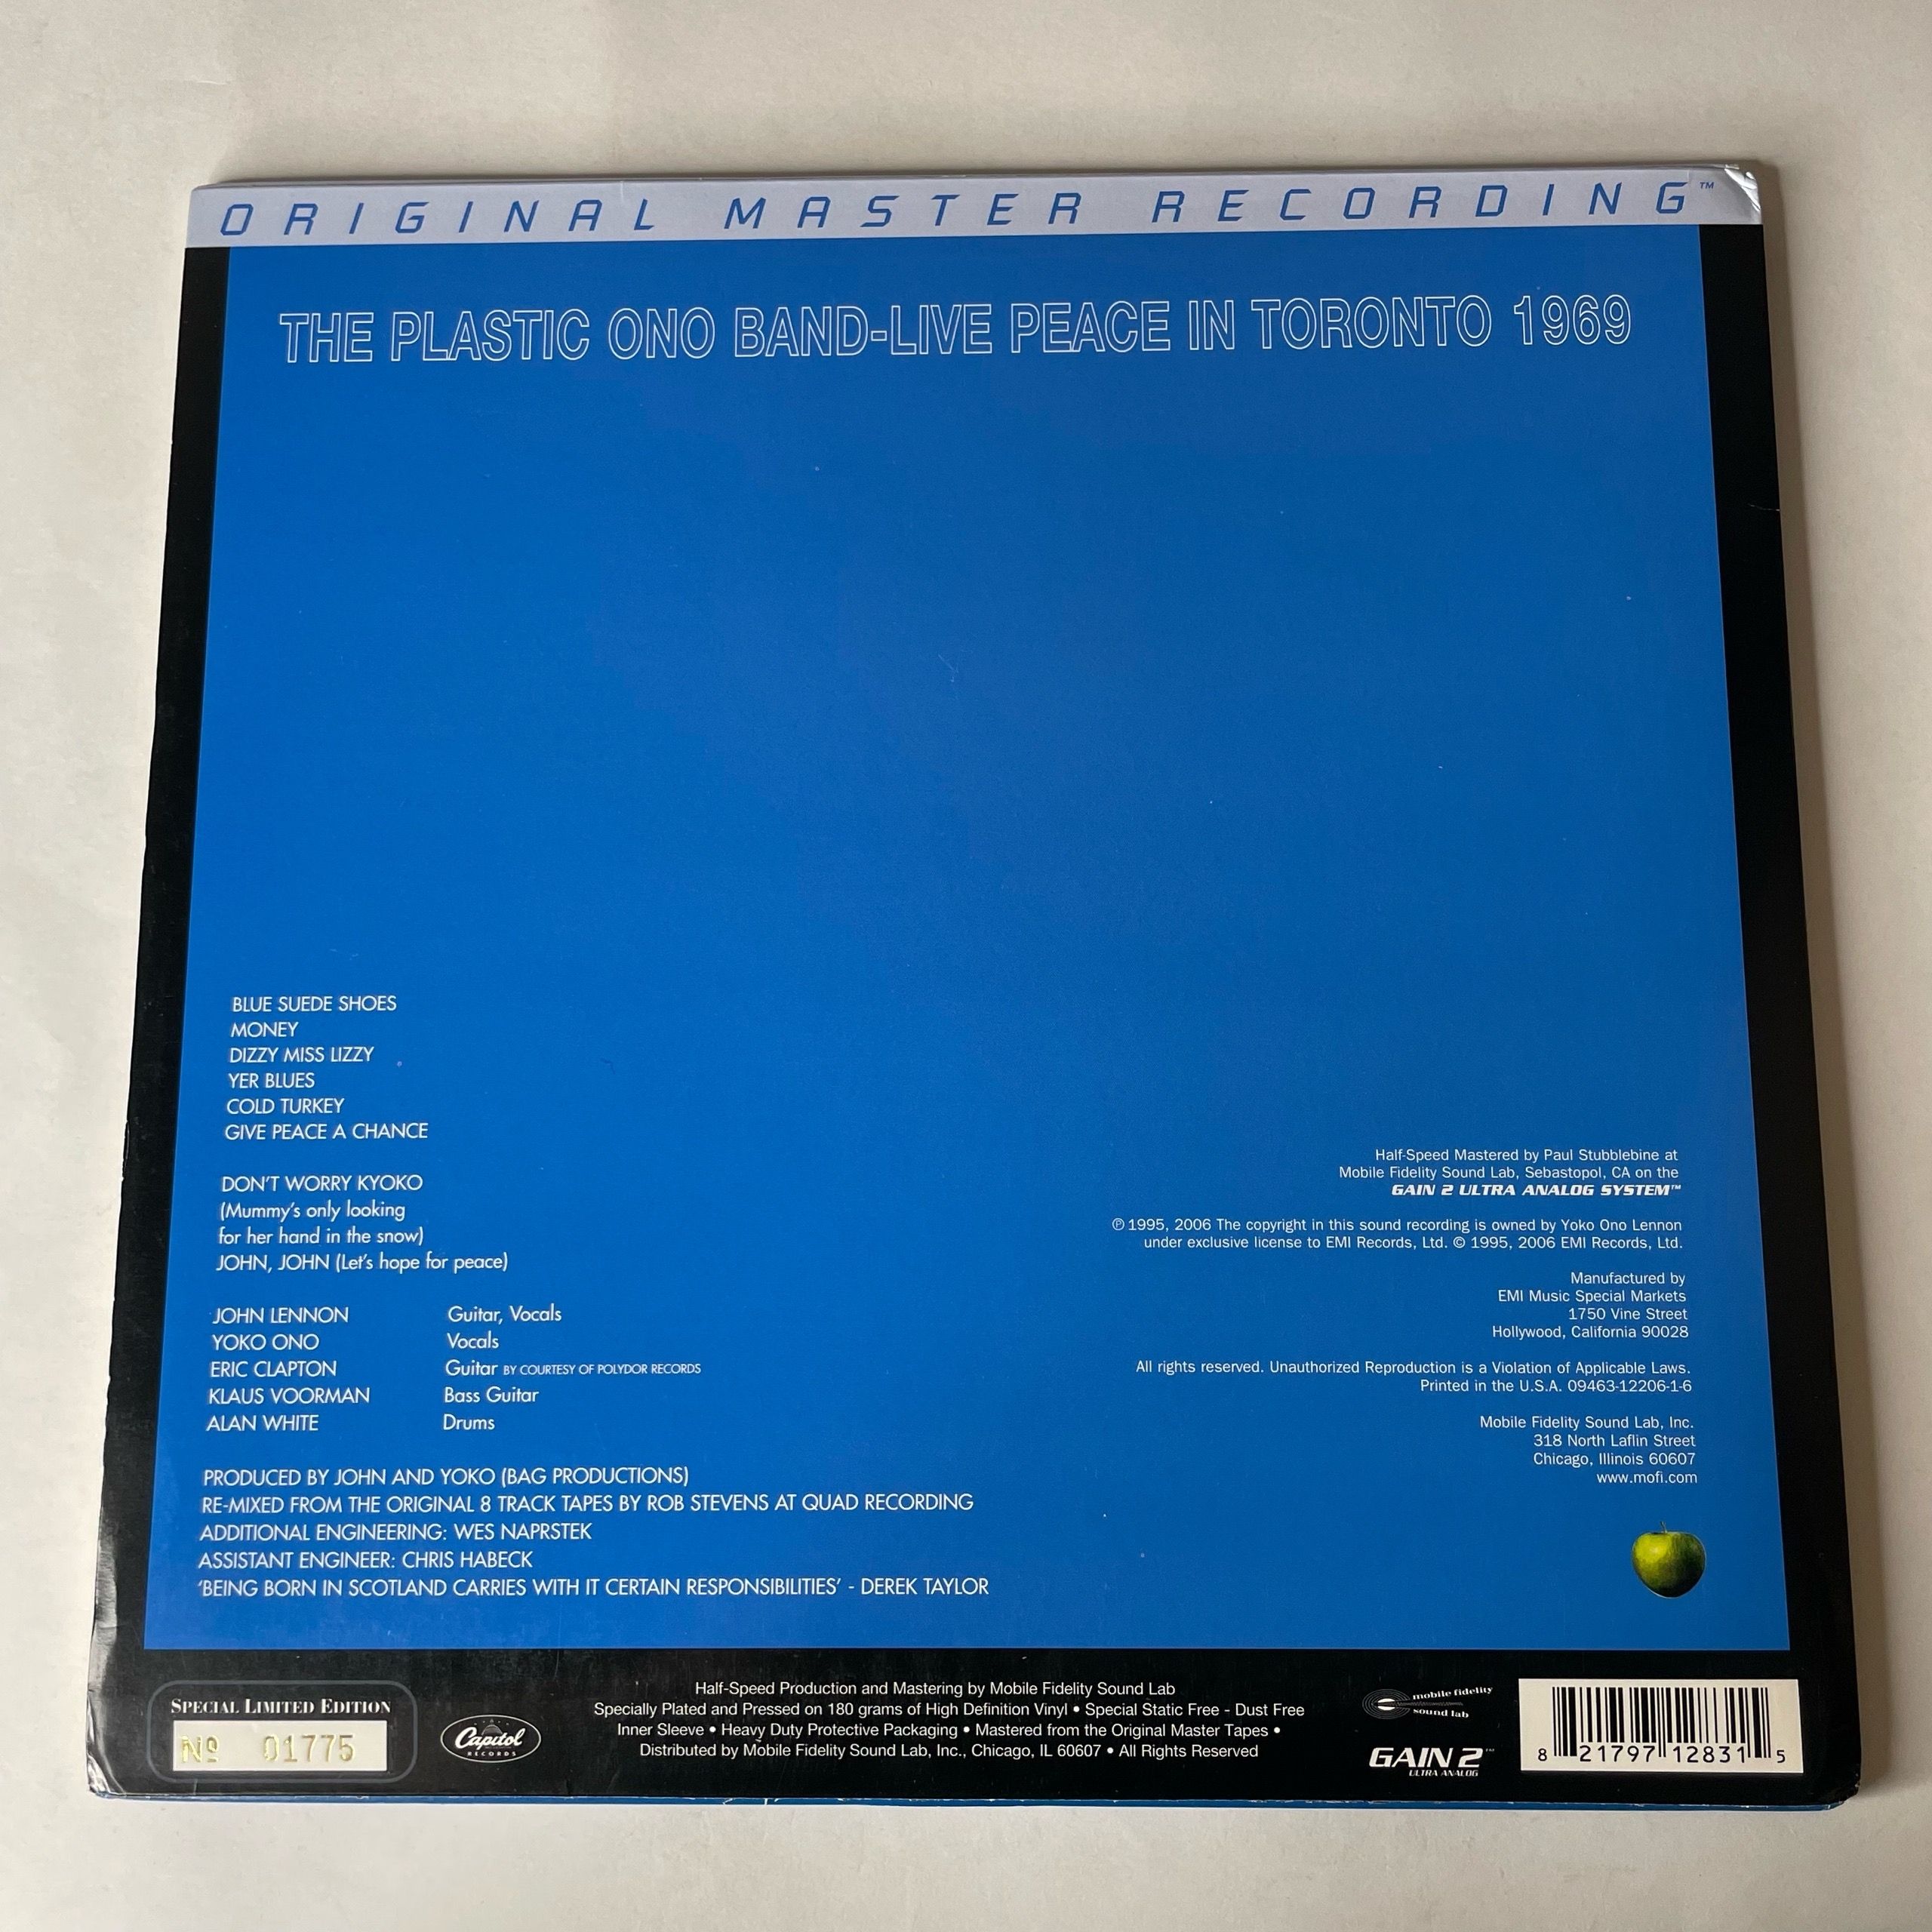 ORIGINAL MASTER RECORDING™
THE PLASTIC ONO BAND-LIVE PEACE IN TORONTO 1969
BLUE SUEDE SHOES
MONEY
DIZZY MISS LIZZY
YER BLUES
COLD TURKEY
GIVE PEACE A CHANCE
DON'T WORRY KYOKO
(Mummy's only looking
for her hand in the snow)
JOHN, JOHN (Let's hope for peace)
JOHN LENNON Guitar, Vocals
YOKO ONO Vocals
ERIC CLAPTON Guitar BY COURTESY OF POLYDOR RECORDS
KLAUS VOORMAN Bass Guitar
ALAN WHITE Drums
PRODUCED BY JOHN AND YOKO (BAG PRODUCTIONS)
RE-MIXED FROM THE ORIGINAL 8 TRACK TAPES BY ROB STEVENS AT QUAD RECORDING
ADDITIONAL ENGINEERING: WES NAPRSTEK
ASSISTANT ENGINEER: CHRIS HABECK
'BEING BORN IN SCOTLAND CARRIES WITH IT CERTAIN RESPONSIBILITIES' - DEREK TAYLOR
Half-Speed Mastered by Paul Stubblebine at
Mobile Fidelity Sound Lab, Sebastopol, CA on the
GAIN 2 ULTRA ANALOG SYSTEM™
℗ 1995, 2006 The copyright in this sound recording is owned by Yoko Ono Lennon
under exclusive license to EMI Records, Ltd. © 1995, 2006 EMI Records, Ltd.
Manufactured by
EMI Music Special Markets
1750 Vine Street
Hollywood, California 90028
All rights reserved. Unauthorized Reproduction is a Violation of Applicable Laws.
Printed in the U.S.A. 09463-12206-1-6
Mobile Fidelity Sound Lab, Inc.
318 North Laflin Street
Chicago, Illinois 60607
www.mofi.com
SPECIAL LIMITED EDITION
Nº 01775
Capitol
RECORDS
Half-Speed Production and Mastering by Mobile Fidelity Sound Lab
Specially Plated and Pressed on 180 grams of High Definition Vinyl • Special Static Free - Dust Free
Inner Sleeve • Heavy Duty Protective Packaging • Mastered from the Original Master Tapes •
Distributed by Mobile Fidelity Sound Lab, Inc., Chicago, IL 60607 • All Rights Reserved
mobile fidelity
sound lab
GAIN 2™
ULTRA ANALOG
8 21797 12831 5